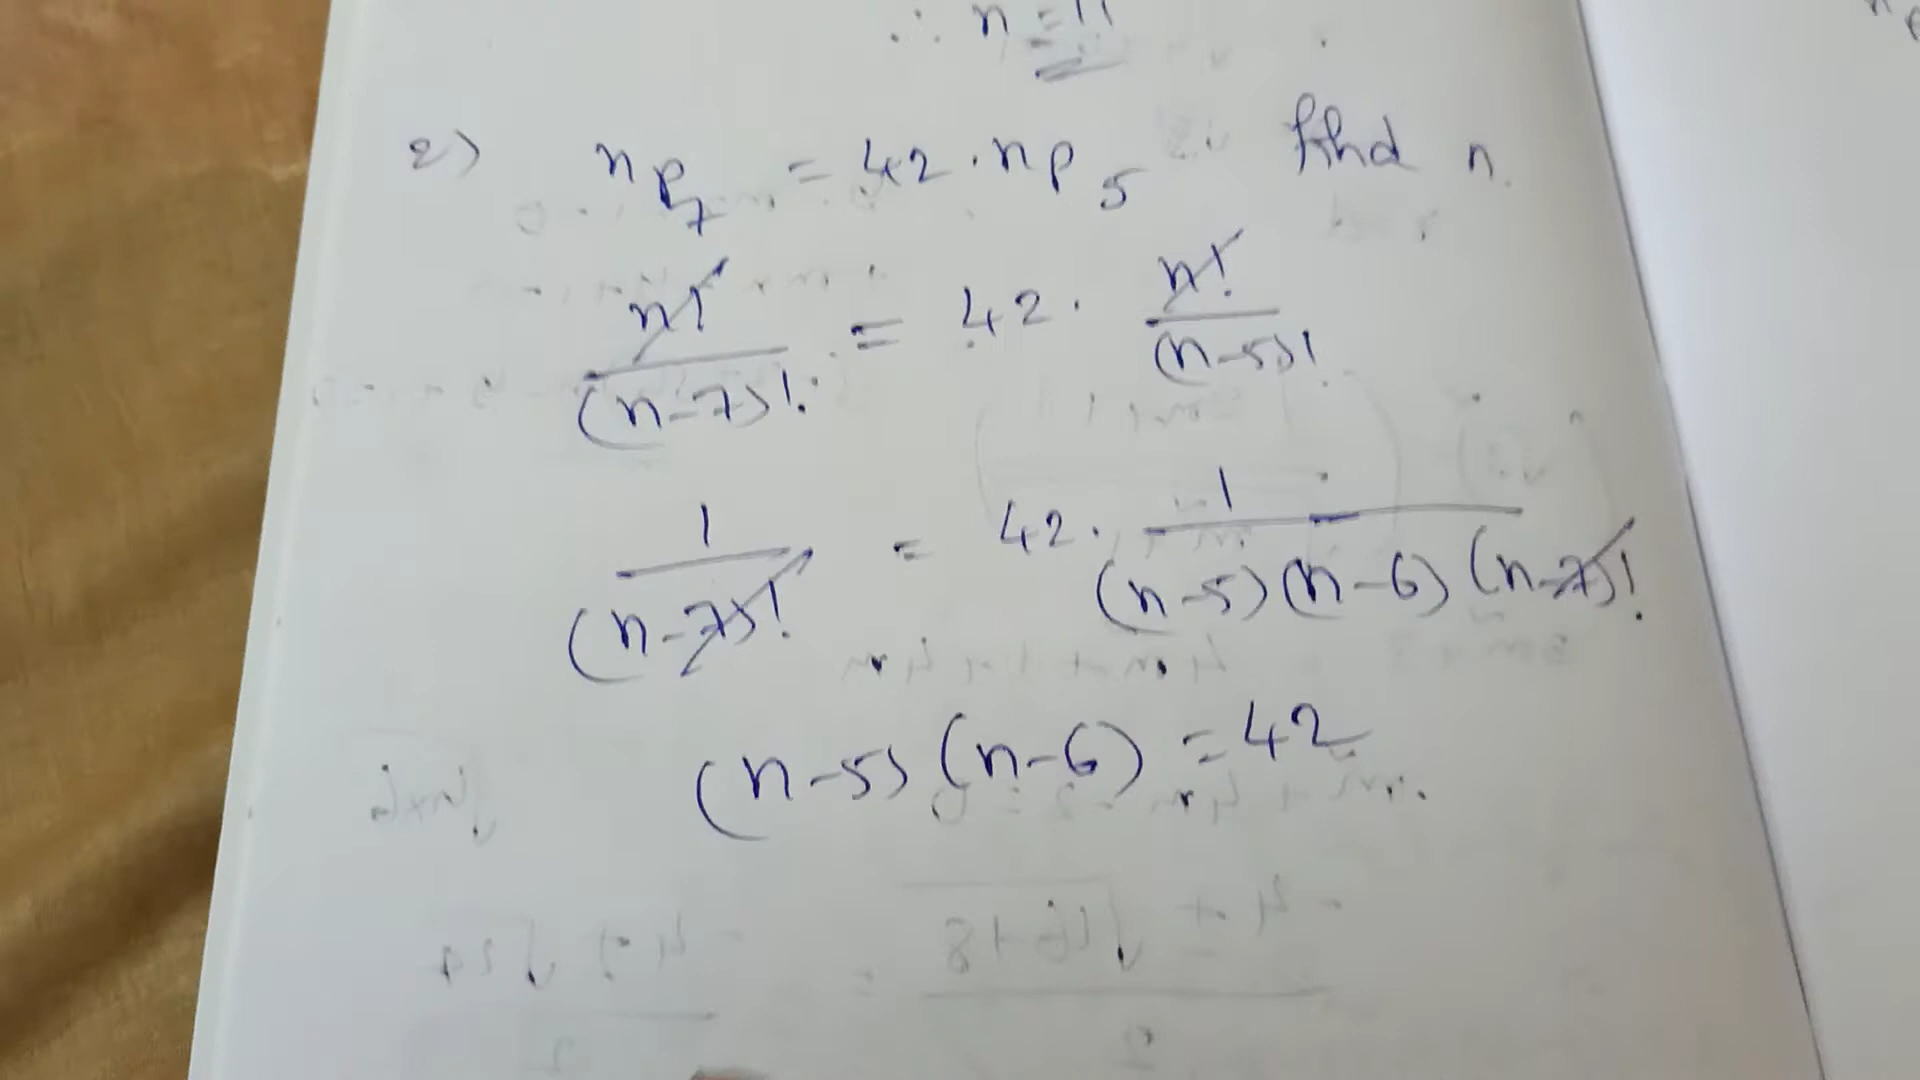 ∴ n = 11
2) nP7 = 42 . nP5 find n.
n!/(n-7)! = 42 . n!/(n-5)!
1/(n-7)! = 42 . 1/(n-5)(n-6)(n-7)!
(n-5)(n-6) = 42